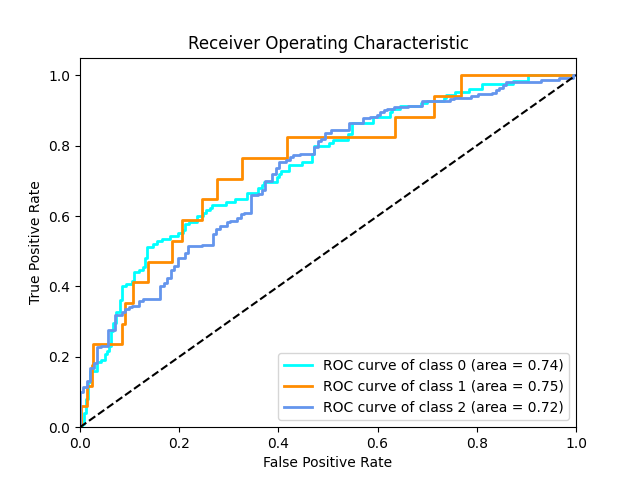 Receiver Operating Characteristic
True Positive Rate
1.0
0.8
0.6
0.4
0.2
0.0
ROC curve of class 0 (area = 0.74)
ROC curve of class 1 (area = 0.75)
ROC curve of class 2 (area = 0.72)
0.0 0.2 0.4 0.6 0.8 1.0
False Positive Rate